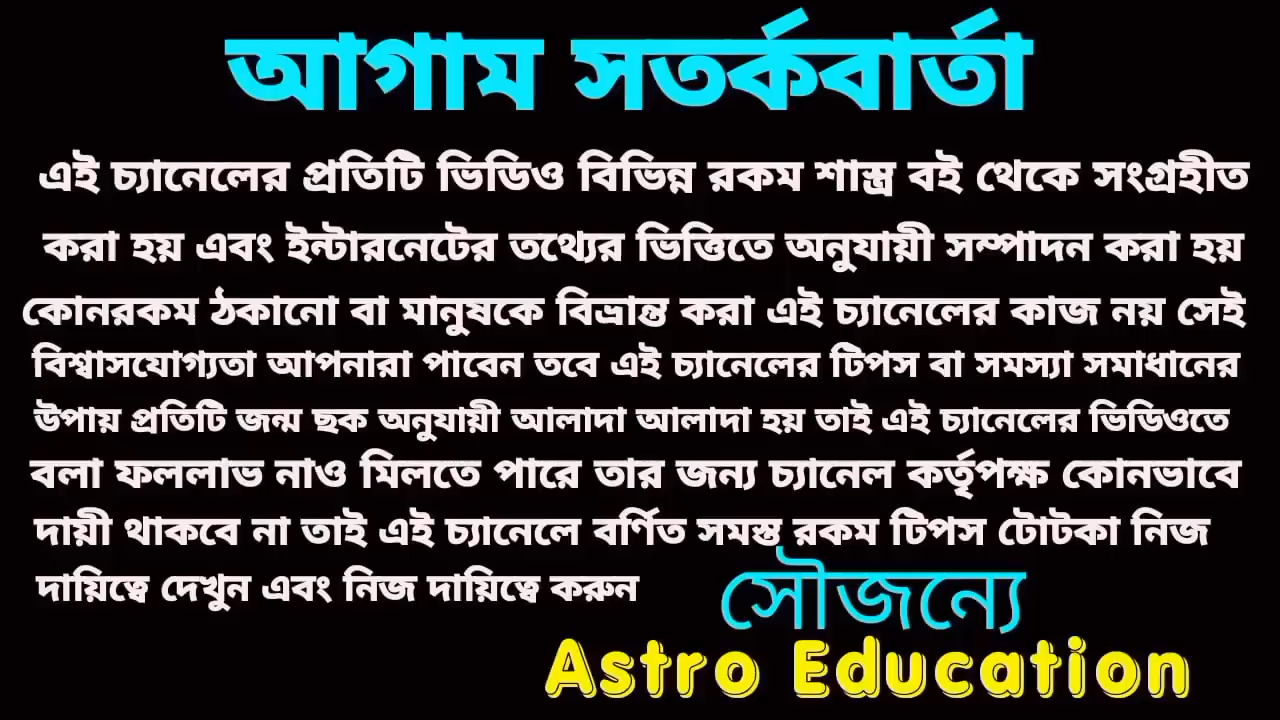 আগাম সতর্কবার্তা
এই চ্যানেলের প্রতিটি ভিডিও বিভিন্ন রকম শাস্ত্র বই থেকে সংগ্রহীত
করা হয় এবং ইন্টারনেটের তথ্যের ভিত্তিতে অনুযায়ী সম্পাদন করা হয়
কোনরকম ঠকানো বা মানুষকে বিভ্রান্ত করা এই চ্যানেলের কাজ নয় সেই
বিশ্বাসযোগ্যতা আপনারা পাবেন তবে এই চ্যানেলের টিপস বা সমস্যা সমাধানের
উপায় প্রতিটি জন্ম ছক অনুযায়ী আলাদা আলাদা হয় তাই এই চ্যানেলের ভিডিওতে
বলা ফললাভ নাও মিলতে পারে তার জন্য চ্যানেল কর্তৃপক্ষ কোনভাবে
দায়ী থাকবে না তাই এই চ্যানেলে বর্ণিত সমস্ত রকম টিপস টোটকা নিজ
দায়িত্বে দেখুন এবং নিজ দায়িত্বে করুন
সৌজন্যে
Astro Education